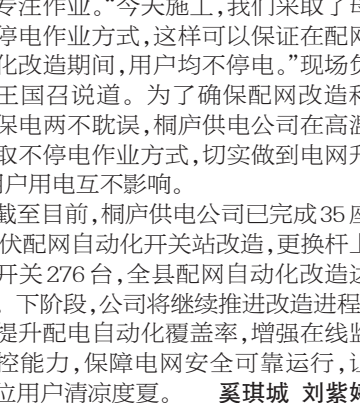 专注作业。“今天施工，我们采取了
停电作业方式，这样可以保证在配网
化改造期间，用户均不停电。”现场负
王国召说道。为了确保配网改造和
保电两不耽误，桐庐供电公司在高温
取不停电作业方式，切实做到电网升
用户用电互不影响。
截至目前，桐庐供电公司已完成35座
伏配网自动化开关站改造，更换杆上
开关276台，全县配网自动化改造达
。下阶段，公司将继续推进改造进程，
提升配电自动化覆盖率，增强在线监
控能力，保障电网安全可靠运行，让
位用户清凉度夏。 奚琪城 刘紫婷